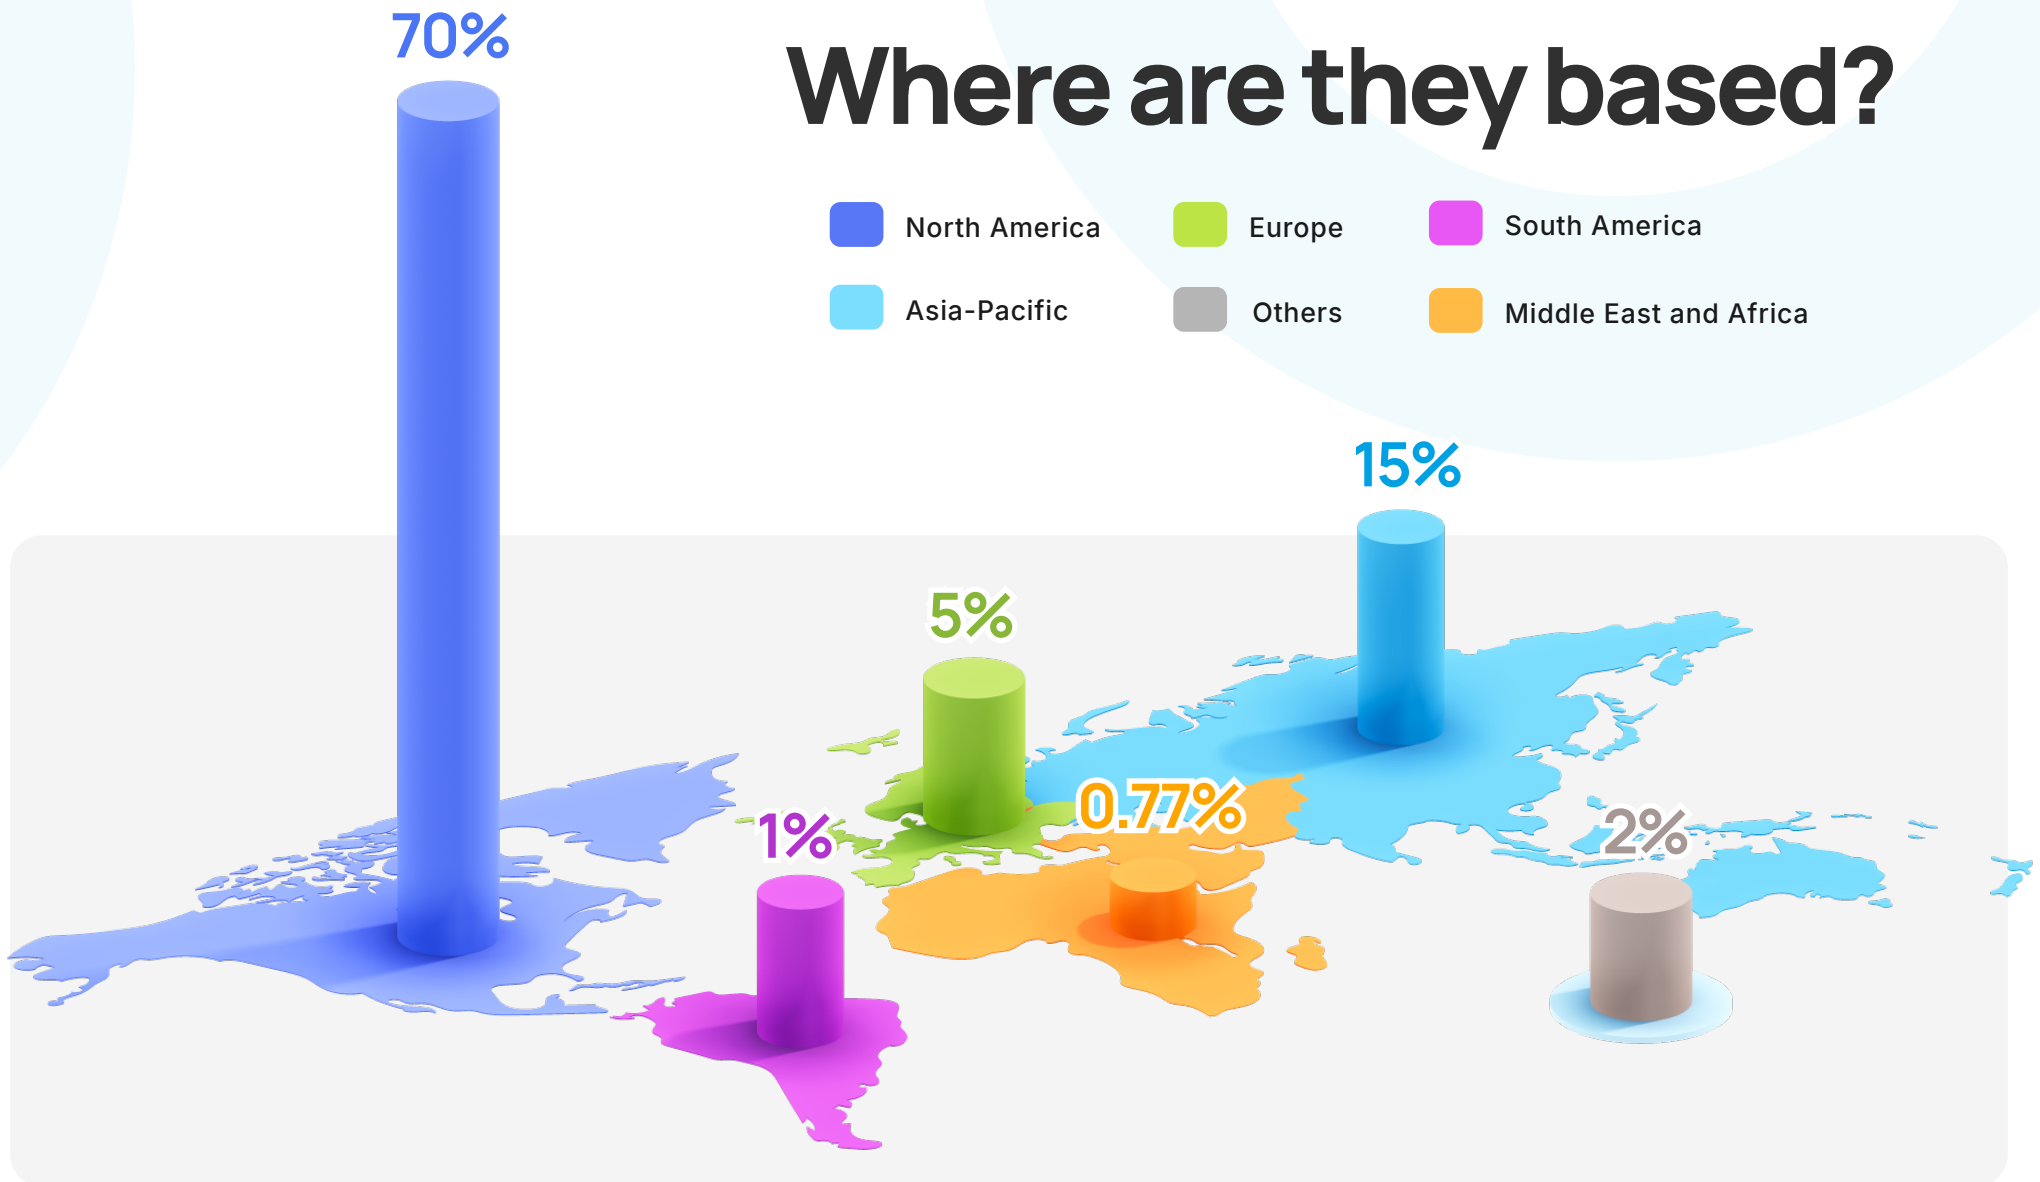 70%
Where are they based?
North America
Europe
South America
Asia-Pacific
Others
Middle East and Africa
15%
5%
0.77%
1%
2%